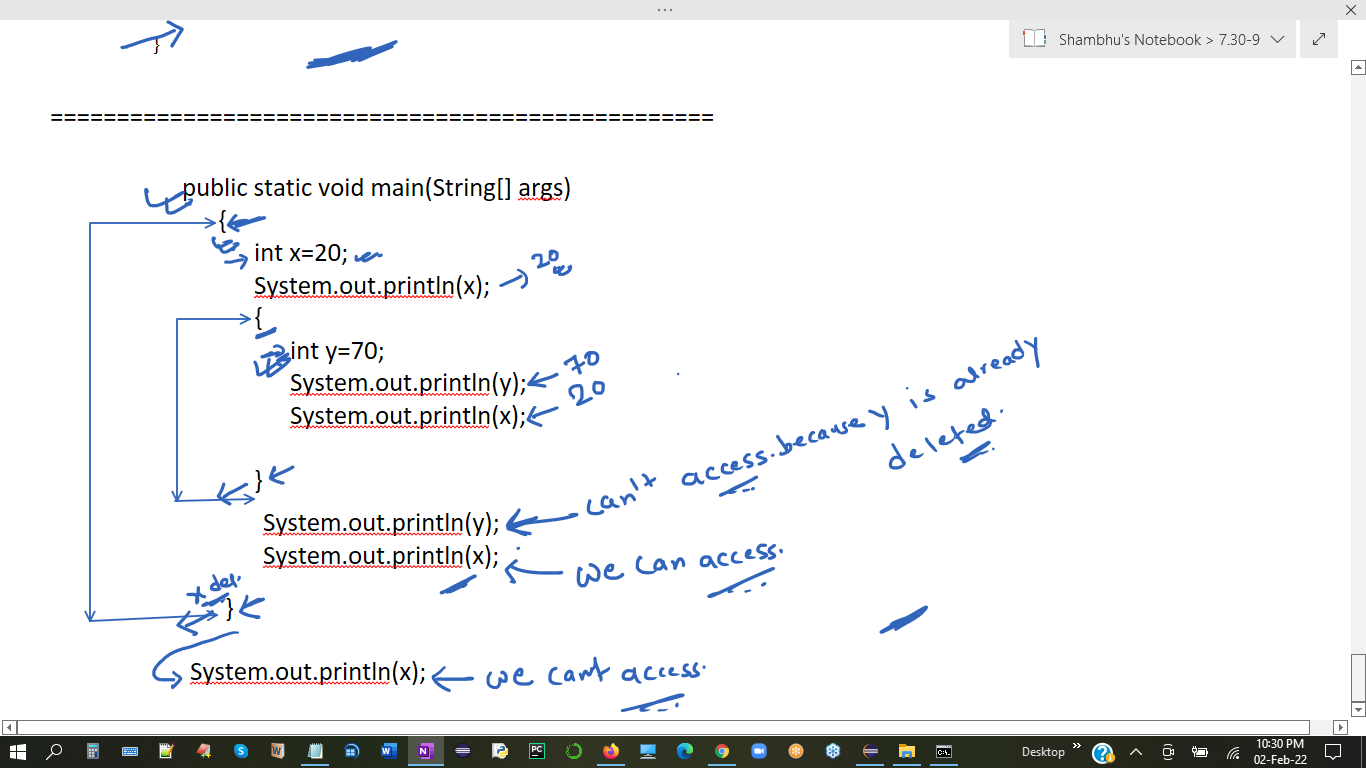 Shambhu's Notebook > 7.30-9
}
==================================================
public static void main(String[] args)
{
int x=20;
System.out.println(x); 20
{
int y=70;
System.out.println(y); 70
System.out.println(x); 20
}
can't access. because y is already
deleted.
System.out.println(y);
System.out.println(x); we can access.
x del.
}
System.out.println(x); we can't access.
Desktop
10:30 PM
02-Feb-22